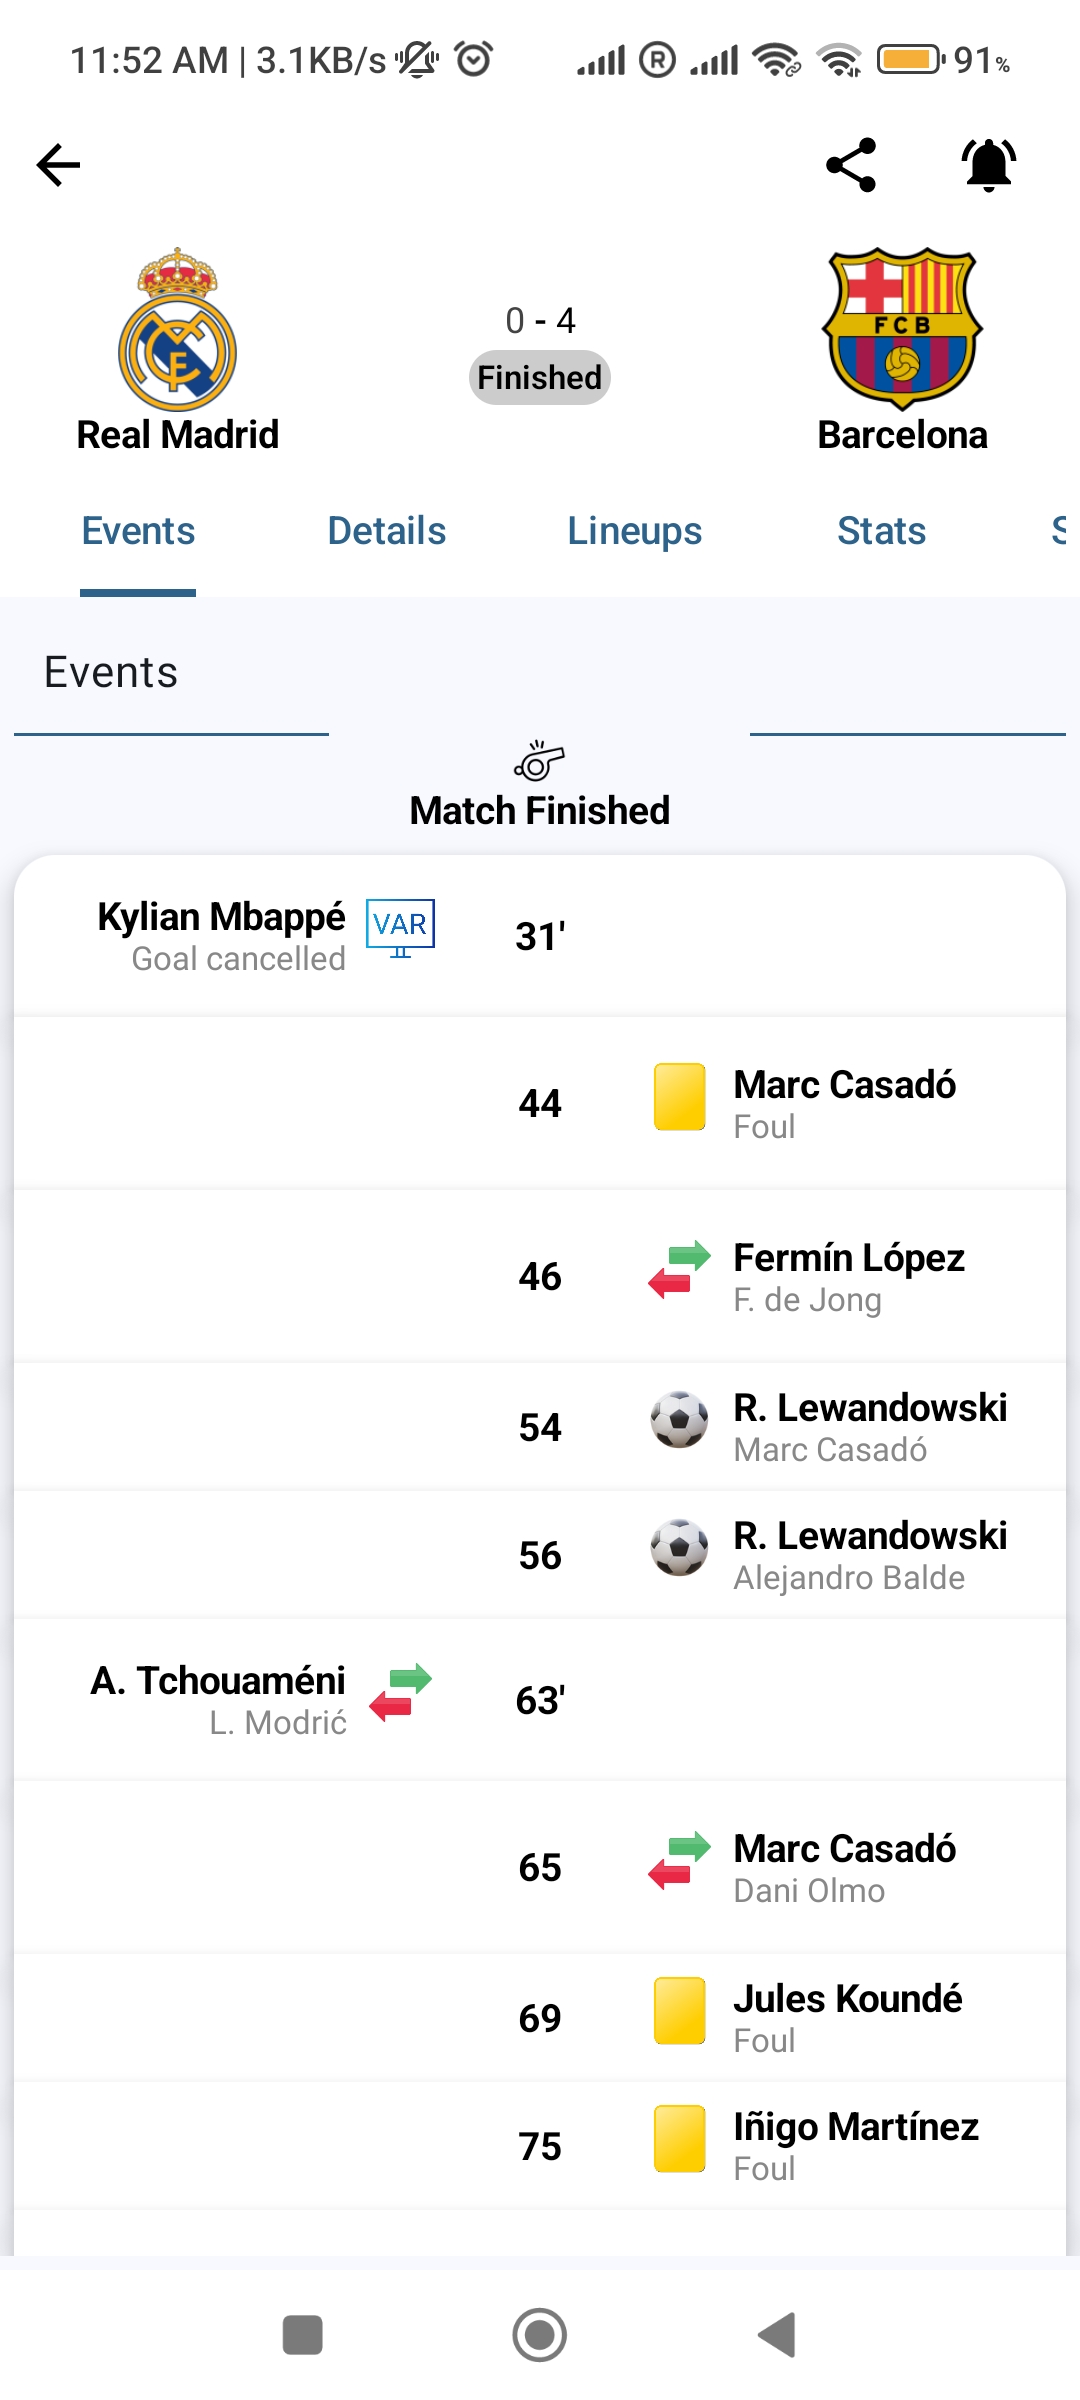 11:52 AM | 3.1KB/s R 91%
FCB
0 - 4
Finished
Real Madrid
Barcelona
Events Details Lineups Stats S
Events
Match Finished
Kylian Mbappé VAR 31'
Goal cancelled
44 Marc Casadó
Foul
46 Fermín López
F. de Jong
54 R. Lewandowski
Marc Casadó
56 R. Lewandowski
Alejandro Balde
A. Tchouaméni 63'
L. Modrić
65 Marc Casadó
Dani Olmo
69 Jules Koundé
Foul
75 Iñigo Martínez
Foul